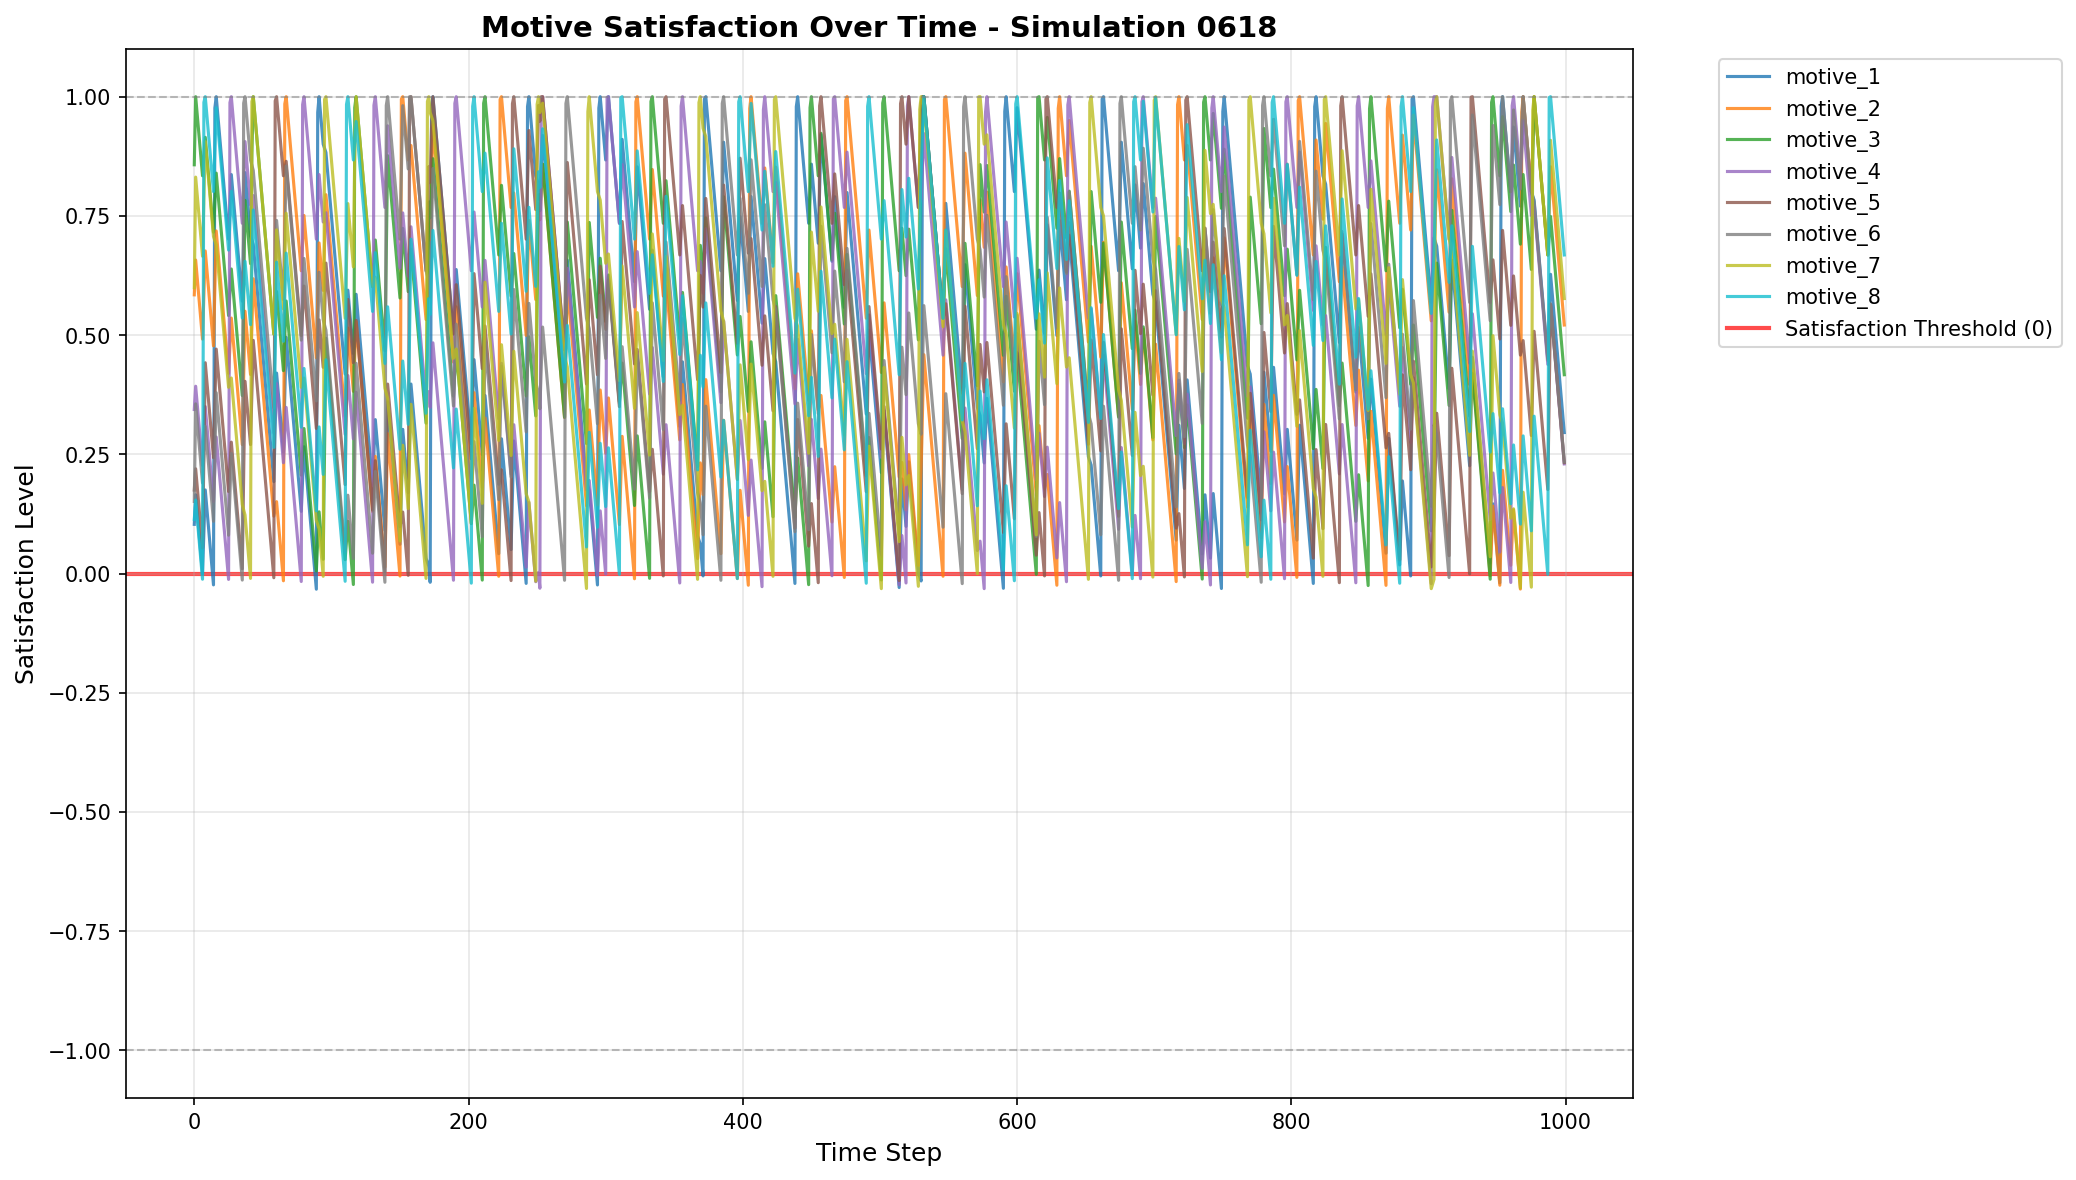 Motive Satisfaction Over Time - Simulation 0618
motive_1
motive_2
motive_3
motive_4
motive_5
motive_6
motive_7
motive_8
Satisfaction Threshold (0)
Satisfaction Level
1.00
0.75
0.50
0.25
0.00
−0.25
−0.50
−0.75
−1.00
0 200 400 600 800 1000
Time Step